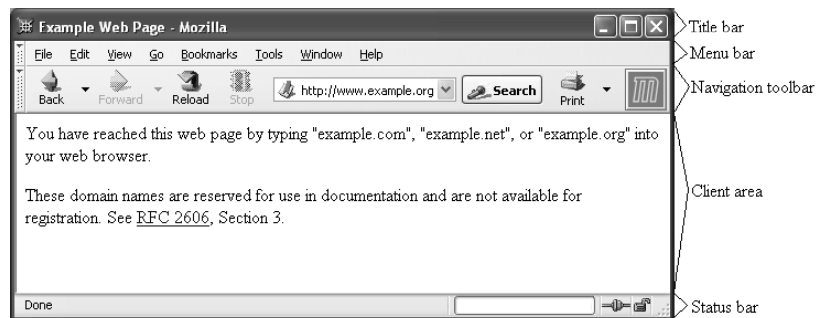 Example Web Page - Mozilla
Title bar
File Edit View Go Bookmarks Tools Window Help
Menu bar
Back Forward Reload Stop http://www.example.org Search Print
Navigation toolbar
You have reached this web page by typing "example.com", "example.net", or "example.org" into
your web browser.
These domain names are reserved for use in documentation and are not available for
registration. See RFC 2606, Section 3.
Client area
Done
Status bar